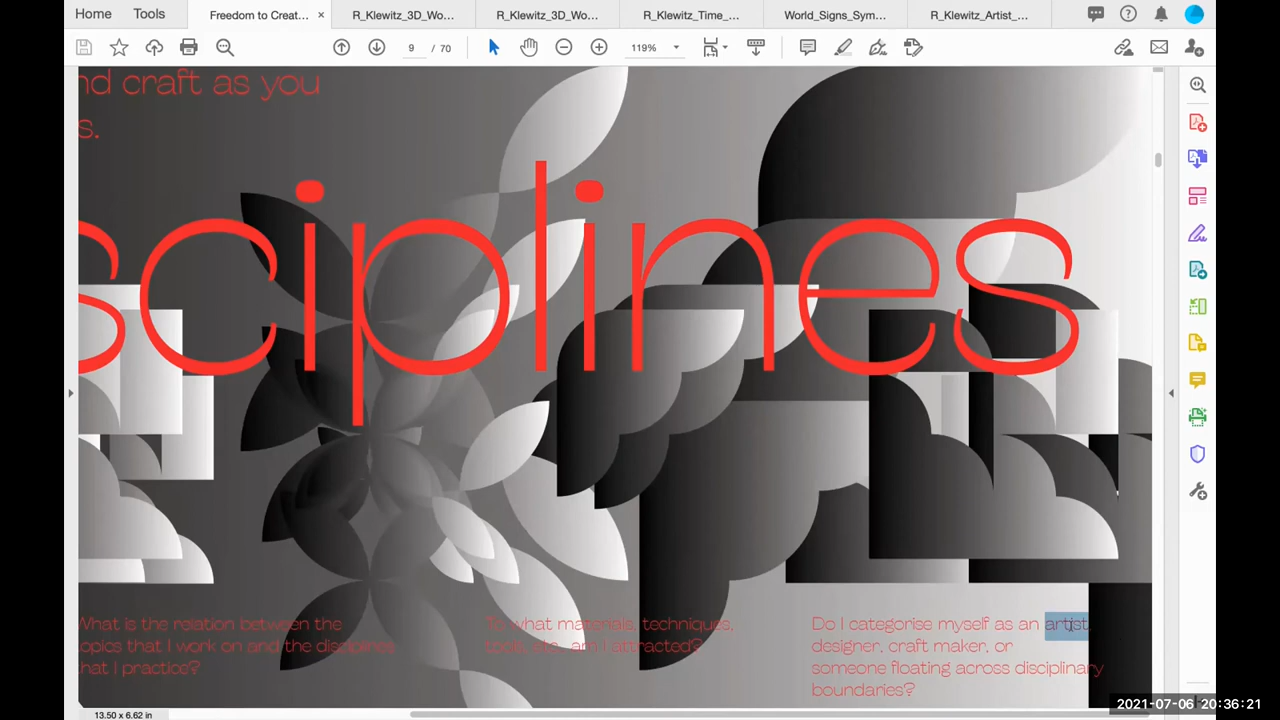 Home
Tools
Freedom to Creat...
×
R_Klewitz_3D_Wo...
R_Klewitz_3D_Wo...
R_Klewitz_Time_...
World_Signs_Sym...
R_Klewitz_Artist_...
9 / 70
119%
nd craft as you
s.
sciplines
What is the relation between the
opics that I work on and the disciplines
hat I practice?
To what materials, techniques,
tools, etc. am I attracted?
Do I categorise myself as an artist,
designer, craft maker, or
someone floating across disciplinary
boundaries?
13.50 x 6.62 in
2021-07-06 20:36:21